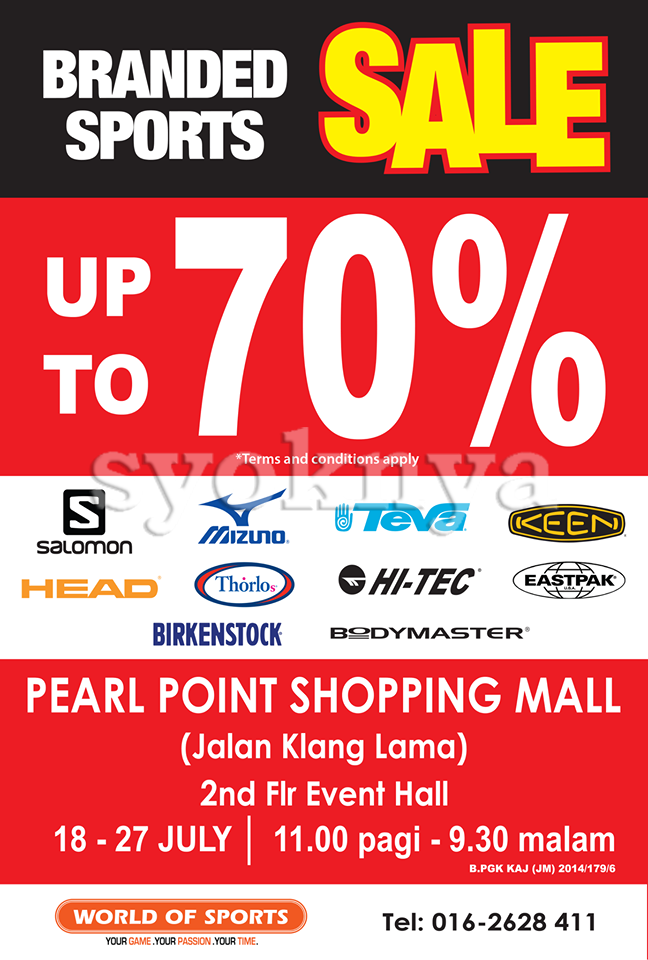 BRANDED
SPORTS
SALE
UP
TO
70%
*Terms and conditions apply
syoknya
S
SALOMON
MIZUNO
Teva
KEEN
HEAD
Thorlos
HI-TEC
EASTPAK
U.S.A.
BIRKENSTOCK
BODYMASTER
PEARL POINT SHOPPING MALL
(Jalan Klang Lama)
2nd Flr Event Hall
18 - 27 JULY | 11.00 pagi - 9.30 malam
B.PGK KAJ (JM) 2014/179/6
WORLD OF SPORTS
YOUR GAME.YOUR PASSION.YOUR TIME.
Tel: 016-2628 411